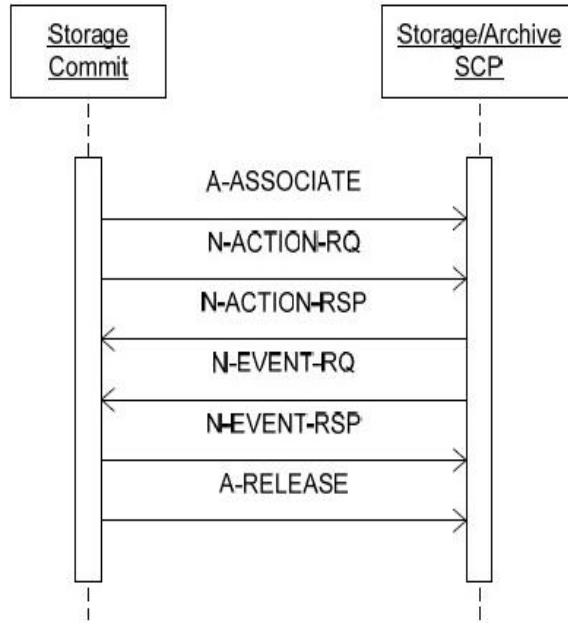 Storage
Commit
Storage/Archive
SCP
A-ASSOCIATE
N-ACTION-RQ
N-ACTION-RSP
N-EVENT-RQ
N-EVENT-RSP
A-RELEASE